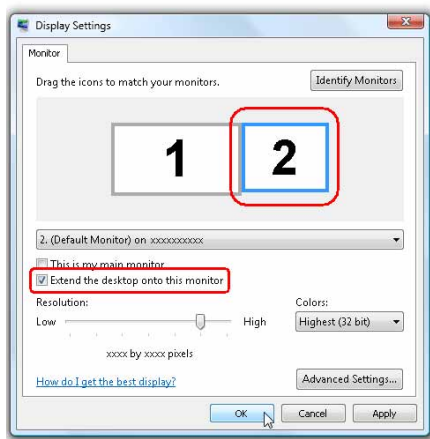 Display Settings
Monitor
Drag the icons to match your monitors.
Identify Monitors
1
2
2. (Default Monitor) on xxxxxxxxxx
This is my main monitor
Extend the desktop onto this monitor
Resolution:
Colors:
Low
High
Highest (32 bit)
xxxx by xxxx pixels
How do I get the best display?
Advanced Settings...
OK
Cancel
Apply